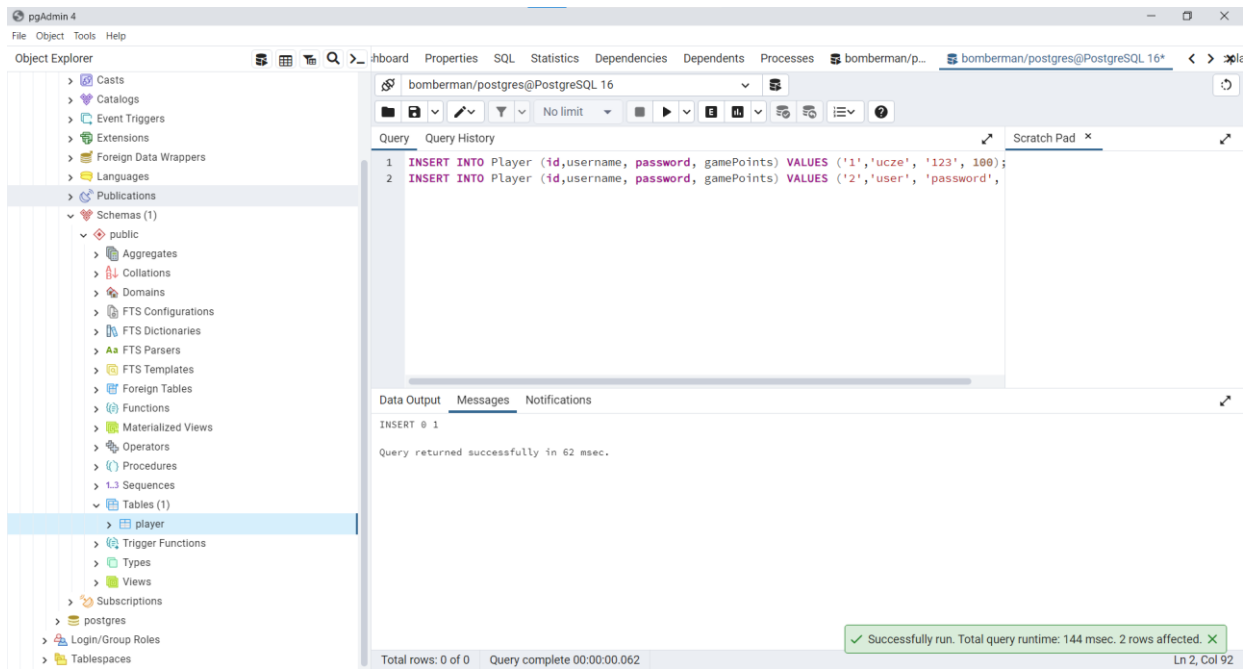 pgAdmin 4
File Object Tools Help
Object Explorer
Casts
Catalogs
Event Triggers
Extensions
Foreign Data Wrappers
Languages
Publications
Schemas (1)
public
Aggregates
Collations
Domains
FTS Configurations
FTS Dictionaries
Aa FTS Parsers
FTS Templates
Foreign Tables
Functions
Materialized Views
Operators
Procedures
1..3 Sequences
Tables (1)
player
Trigger Functions
Types
Views
Subscriptions
postgres
Login/Group Roles
Tablespaces
hboard Properties SQL Statistics Dependencies Dependents Processes bomberman/p... bomberman/postgres@PostgreSQL 16*
bomberman/postgres@PostgreSQL 16
No limit
Query Query History
Scratch Pad
1 INSERT INTO Player (id,username, password, gamePoints) VALUES ('1','ucze', '123', 100);
2 INSERT INTO Player (id,username, password, gamePoints) VALUES ('2','user', 'password',
Data Output Messages Notifications
INSERT 0 1
Query returned successfully in 62 msec.
Successfully run. Total query runtime: 144 msec. 2 rows affected.
Total rows: 0 of 0 Query complete 00:00:00.062 Ln 2, Col 92